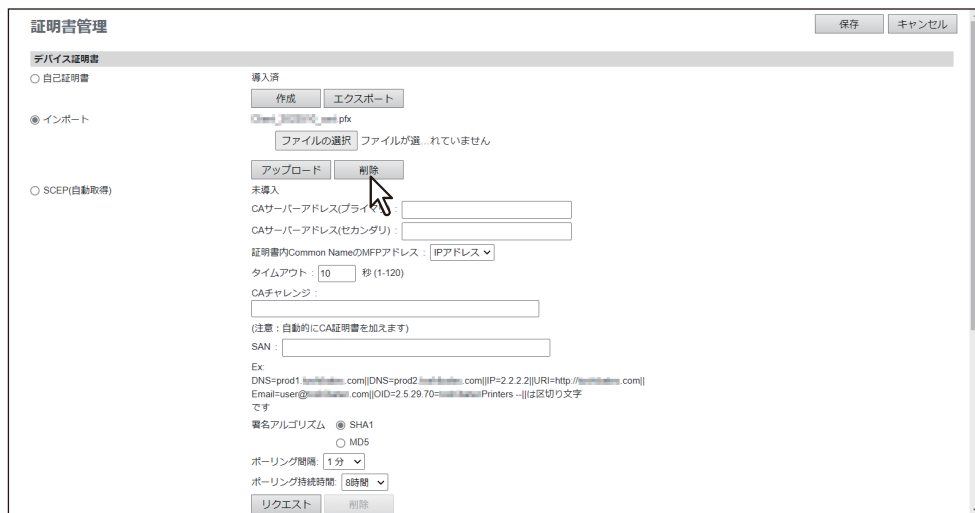 証明書管理
保存 キャンセル
デバイス証明書
自己証明書 導入済
作成 エクスポート
インポート .pfx
ファイルの選択 ファイルが選...れていません
アップロード 削除
SCEP(自動取得) 未導入
CAサーバーアドレス(プライマリ) :
CAサーバーアドレス(セカンダリ) :
証明書内Common NameのMFPアドレス : IPアドレス
タイムアウト : 10 秒 (1-120)
CAチャレンジ :
(注意 : 自動的にCA証明書を加えます)
SAN :
Ex:
DNS=prod1. .com||DNS=prod2. .com||IP=2.2.2.2||URI=http:// .com||
Email=user@ .com||OID=2.5.29.70= Printers --||は区切り文字
です
署名アルゴリズム SHA1
MD5
ポーリング間隔: 1 分
ポーリング持続時間: 8時間
リクエスト 削除